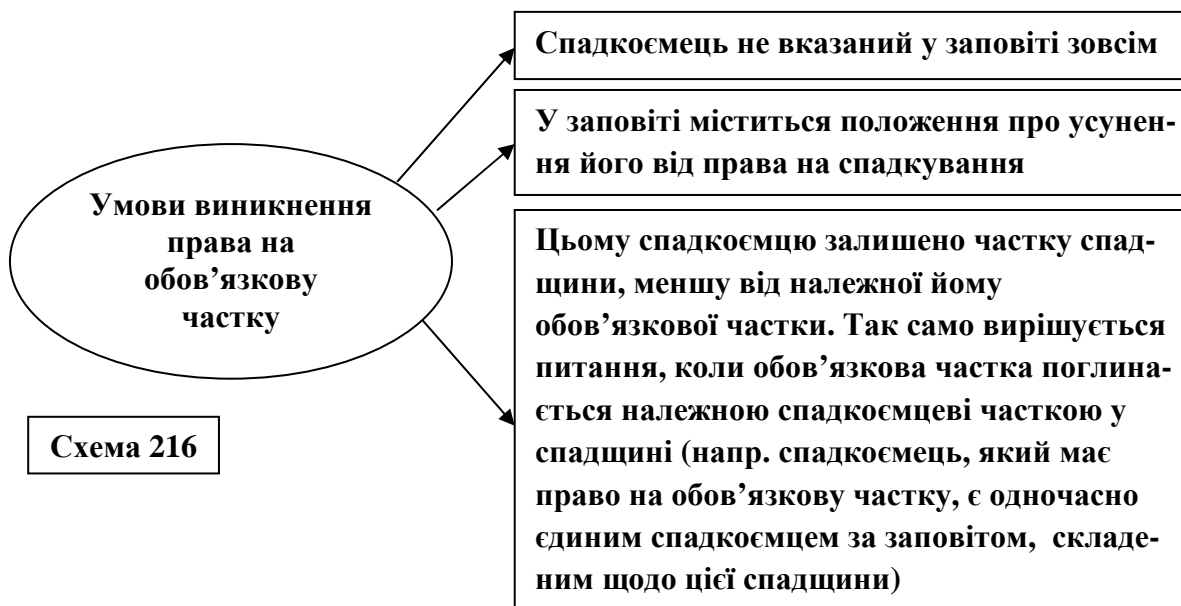 Спадкоємець не вказаний у заповіті зовсім
У заповіті міститься положення про усунен-
ня його від права на спадкування
Умови виникнення
права на
обов’язкову
частку
Цьому спадкоємцю залишено частку спад-
щини, меншу від належної йому
обов’язкової частки. Так само вирішується
питання, коли обов’язкова частка поглина-
ється належною спадкоємцеві часткою у
спадщині (напр. спадкоємець, який має
право на обов’язкову частку, є одночасно
єдиним спадкоємцем за заповітом, складе-
ним щодо цієї спадщини)
Схема 216